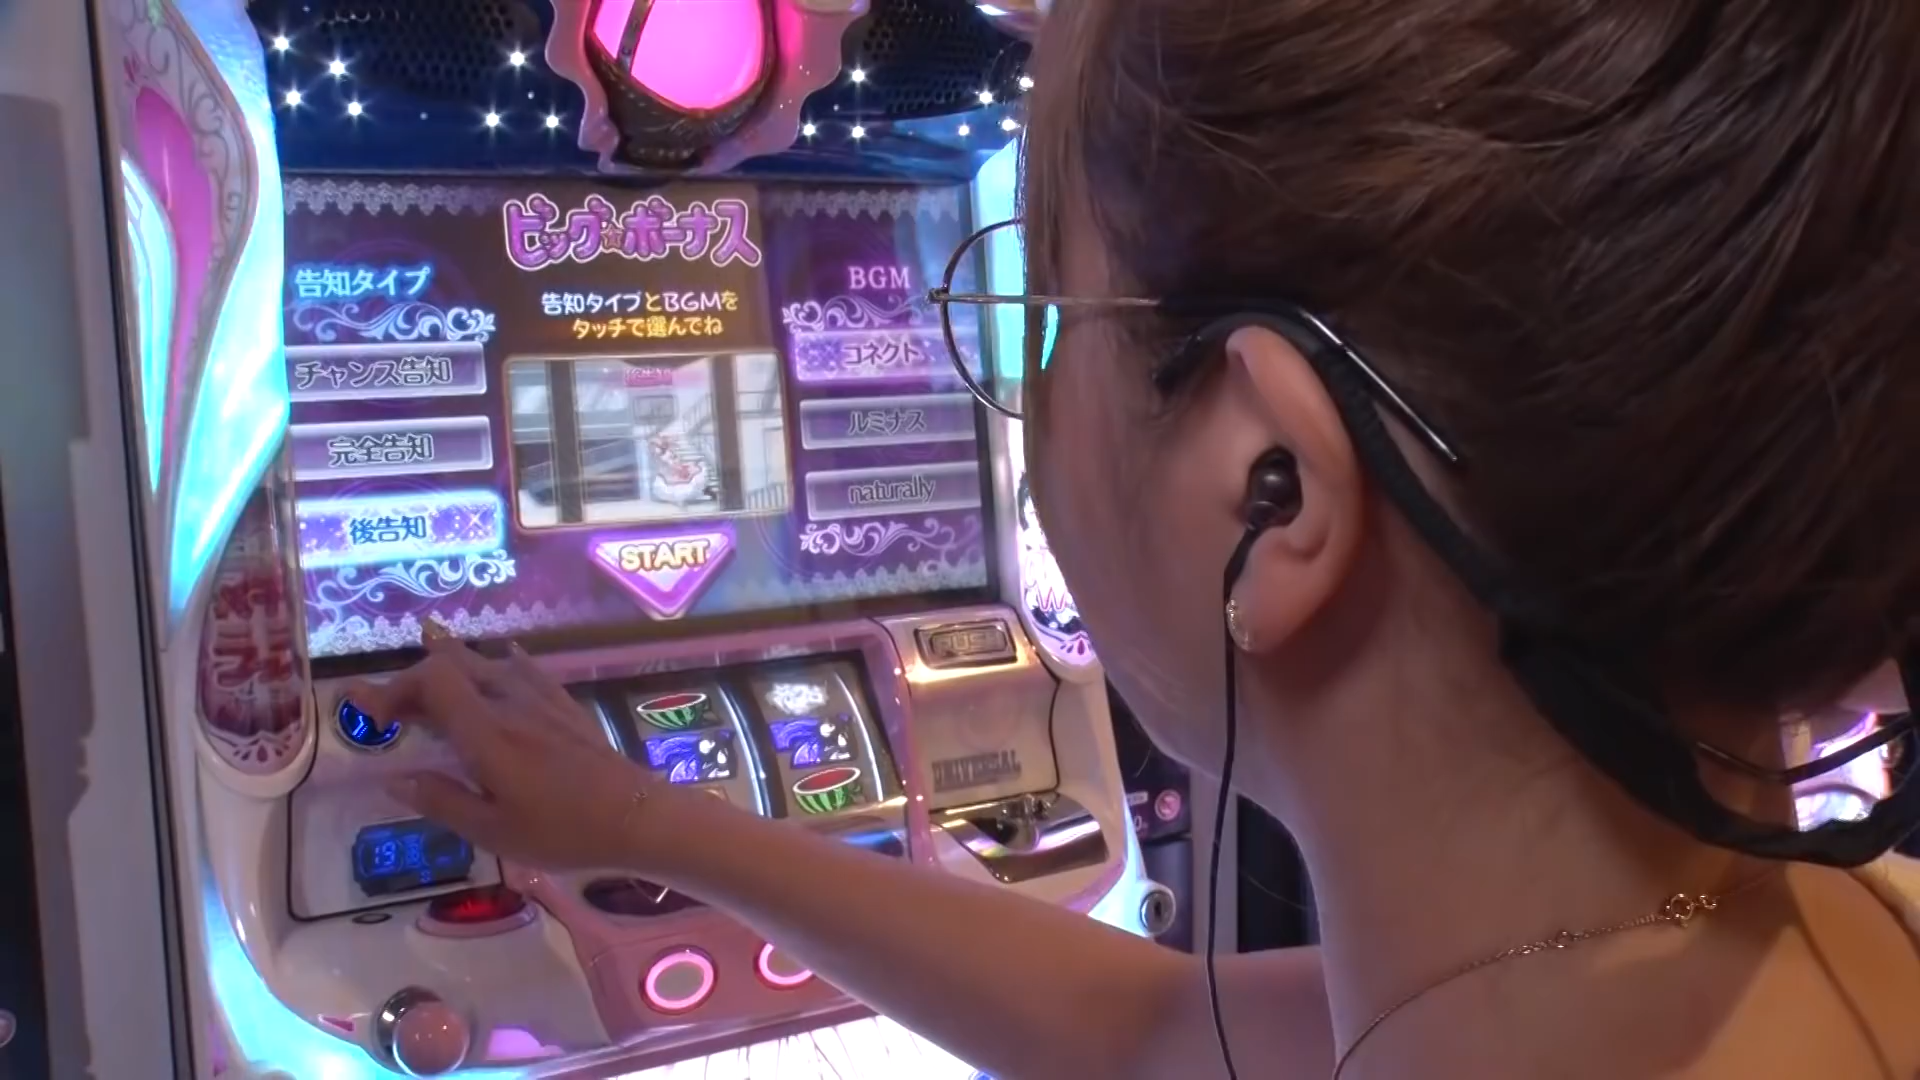 ビッグ☆ボーナス
告知タイプ
告知タイプとBGMを
タッチで選んでね
チャンス告知
完全告知
後告知
BGM
コネクト
ルミナス
naturally
START
PUSH
UNIVERSAL
19